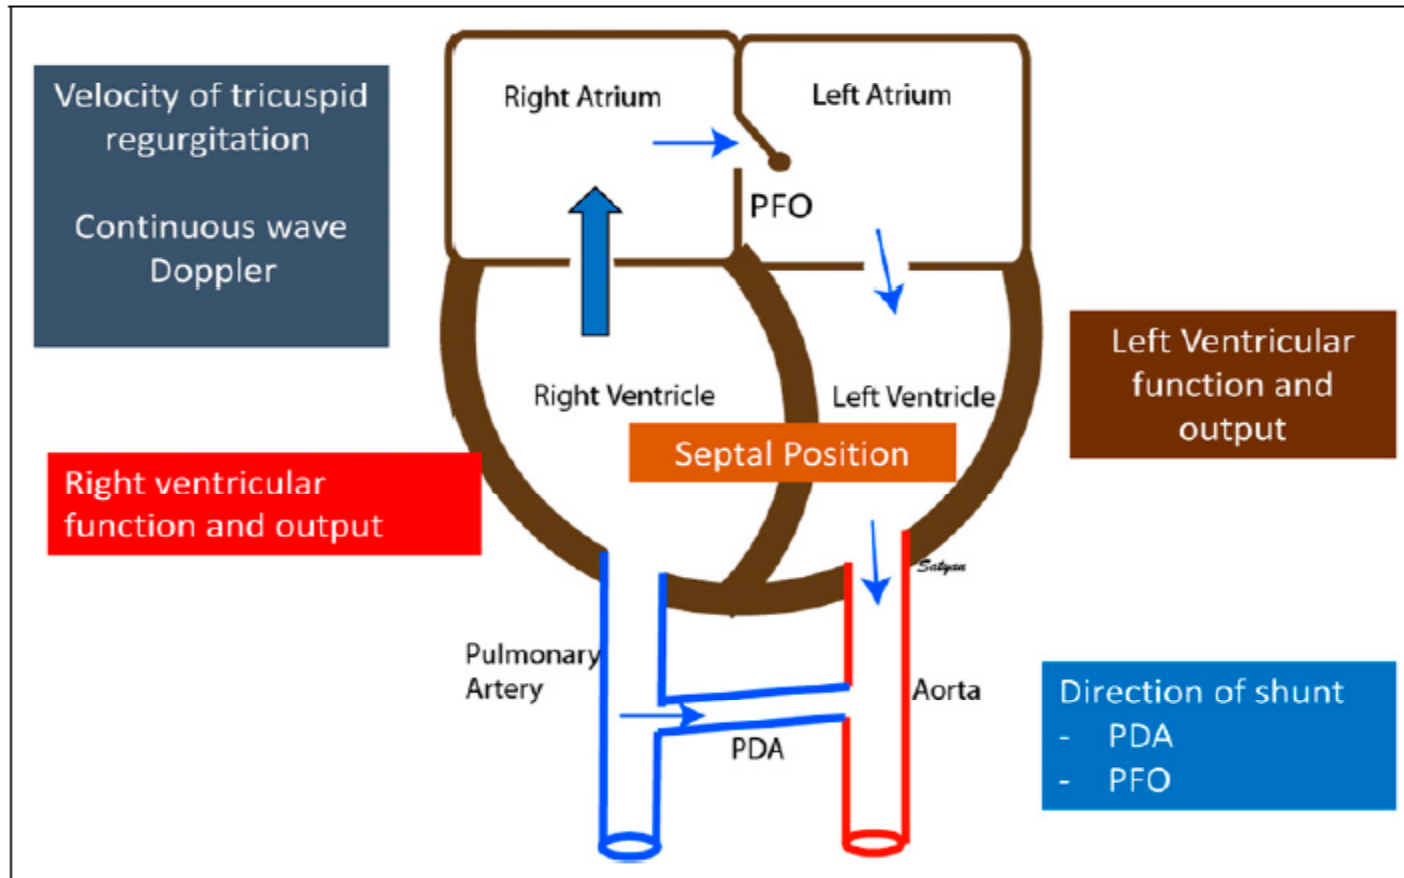 Velocity of tricuspid
regurgitation
Continuous wave
Doppler
Right Atrium
Left Atrium
PFO
Right Ventricle
Left Ventricle
Septal Position
Left Ventricular
function and
output
Right ventricular
function and output
Satyan
Pulmonary
Artery
PDA
Aorta
Direction of shunt
- PDA
- PFO